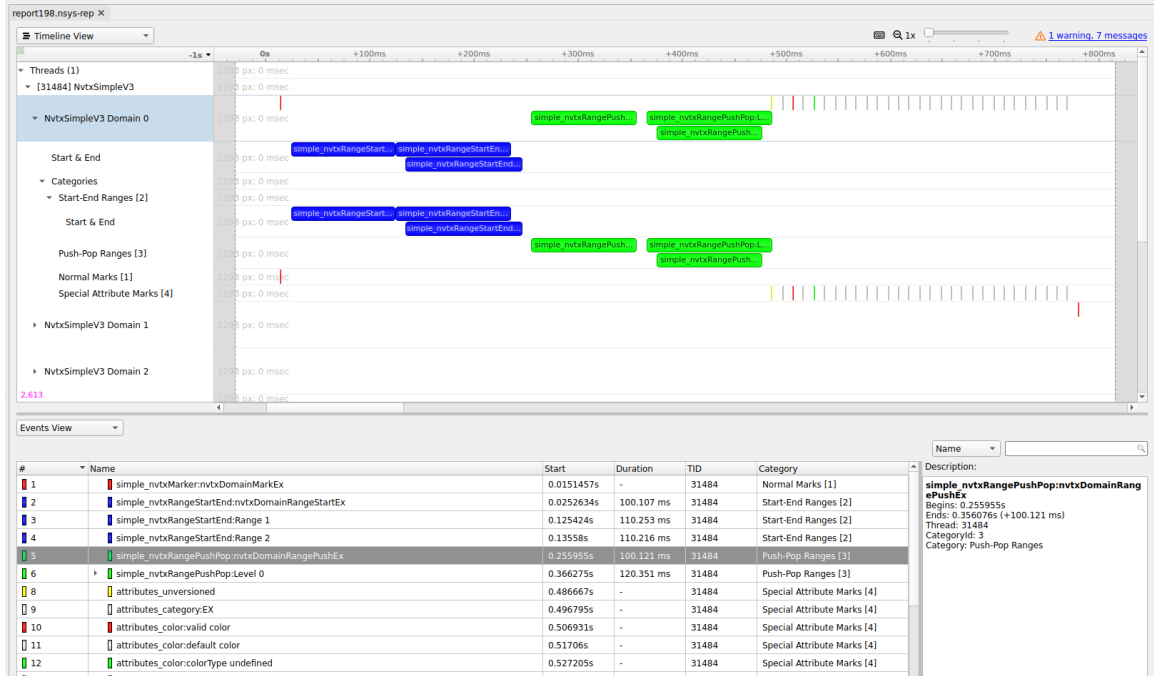 report198.nsys-rep ✕
Timeline View
1x
1 warning, 7 messages
-1s
0s +100ms +200ms +300ms +400ms +500ms +600ms +700ms +800ms
Threads (1)
[31484] NvtxSimpleV3
NvtxSimpleV3 Domain 0
simple_nvtxRangePush... simple_nvtxRangePushPop:L...
simple_nvtxRangePush...
Start & End
simple_nvtxRangeStart... simple_nvtxRangeStartEn...
simple_nvtxRangeStartEnd...
Categories
Start-End Ranges [2]
Start & End
simple_nvtxRangeStart... simple_nvtxRangeStartEn...
simple_nvtxRangeStartEnd...
Push-Pop Ranges [3]
simple_nvtxRangePush... simple_nvtxRangePushPop:L...
simple_nvtxRangePush...
Normal Marks [1]
Special Attribute Marks [4]
NvtxSimpleV3 Domain 1
NvtxSimpleV3 Domain 2
2,613
Events View
Name
# Name Start Duration TID Category
1 simple_nvtxMarker:nvtxDomainMarkEx 0.0151457s - 31484 Normal Marks [1]
2 simple_nvtxRangeStartEnd:nvtxDomainRangeStartEx 0.0252634s 100.107 ms 31484 Start-End Ranges [2]
3 simple_nvtxRangeStartEnd:Range 1 0.125424s 110.253 ms 31484 Start-End Ranges [2]
4 simple_nvtxRangeStartEnd:Range 2 0.13558s 110.216 ms 31484 Start-End Ranges [2]
5 simple_nvtxRangePushPop:nvtxDomainRangePushEx 0.255955s 100.121 ms 31484 Push-Pop Ranges [3]
6 simple_nvtxRangePushPop:Level 0 0.366275s 120.351 ms 31484 Push-Pop Ranges [3]
8 attributes_unversioned 0.486667s - 31484 Special Attribute Marks [4]
9 attributes_category:EX 0.496795s - 31484 Special Attribute Marks [4]
10 attributes_color:valid color 0.506931s - 31484 Special Attribute Marks [4]
11 attributes_color:default color 0.51706s - 31484 Special Attribute Marks [4]
12 attributes_color:colorType undefined 0.527205s - 31484 Special Attribute Marks [4]
Description:
simple_nvtxRangePushPop:nvtxDomainRang
ePushEx
Begins: 0.255955s
Ends: 0.356076s (+100.121 ms)
Thread: 31484
CategoryId: 3
Category: Push-Pop Ranges